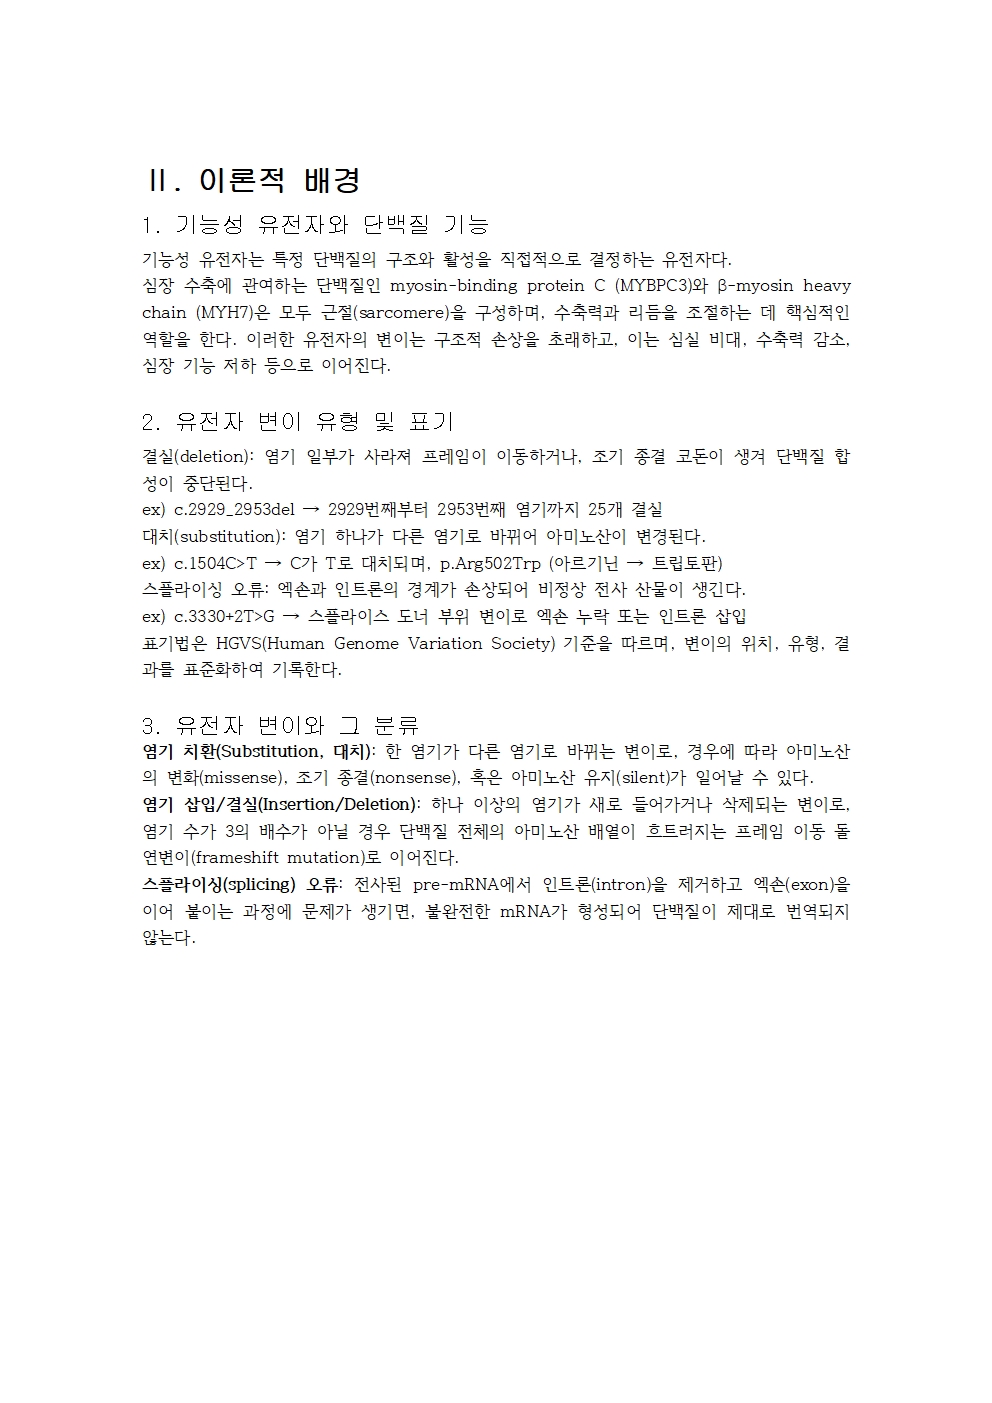 Ⅱ. 이론적 배경
1. 기능성 유전자와 단백질 기능
기능성 유전자는 특정 단백질의 구조와 활성을 직접적으로 결정하는 유전자다.
심장 수축에 관여하는 단백질인 myosin-binding protein C (MYBPC3)와 β-myosin heavy
chain (MYH7)은 모두 근절(sarcomere)을 구성하며, 수축력과 리듬을 조절하는 데 핵심적인
역할을 한다. 이러한 유전자의 변이는 구조적 손상을 초래하고, 이는 심실 비대, 수축력 감소,
심장 기능 저하 등으로 이어진다.
2. 유전자 변이 유형 및 표기
결실(deletion): 염기 일부가 사라져 프레임이 이동하거나, 조기 종결 코돈이 생겨 단백질 합
성이 중단된다.
ex) c.2929_2953del → 2929번째부터 2953번째 염기까지 25개 결실
대치(substitution): 염기 하나가 다른 염기로 바뀌어 아미노산이 변경된다.
ex) c.1504C>T → C가 T로 대치되며, p.Arg502Trp (아르기닌 → 트립토판)
스플라이싱 오류: 엑손과 인트론의 경계가 손상되어 비정상 전사 산물이 생긴다.
ex) c.3330+2T>G → 스플라이스 도너 부위 변이로 엑손 누락 또는 인트론 삽입
표기법은 HGVS(Human Genome Variation Society) 기준을 따르며, 변이의 위치, 유형, 결
과를 표준화하여 기록한다.
3. 유전자 변이와 그 분류
염기 치환(Substitution, 대치): 한 염기가 다른 염기로 바뀌는 변이로, 경우에 따라 아미노산
의 변화(missense), 조기 종결(nonsense), 혹은 아미노산 유지(silent)가 일어날 수 있다.
염기 삽입/결실(Insertion/Deletion): 하나 이상의 염기가 새로 들어가거나 삭제되는 변이로,
염기 수가 3의 배수가 아닐 경우 단백질 전체의 아미노산 배열이 흐트러지는 프레임 이동 돌
연변이(frameshift mutation)로 이어진다.
스플라이싱(splicing) 오류: 전사된 pre-mRNA에서 인트론(intron)을 제거하고 엑손(exon)을
이어 붙이는 과정에 문제가 생기면, 불완전한 mRNA가 형성되어 단백질이 제대로 번역되지
않는다.